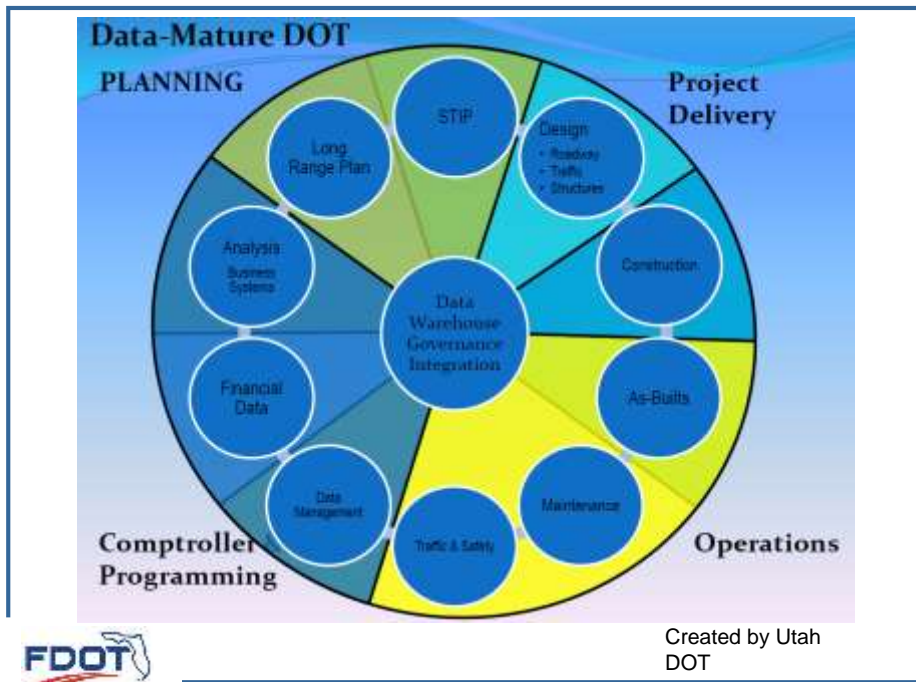 Data-Mature DOT
PLANNING
Project
Delivery
STIP
Design
• Roadway
• Traffic
• Structures
Long
Range Plan
Analysis
Business
Systems
Construction
Data
Warehouse
Governance
Integration
Financial
Data
As-Builts
Data
Management
Maintenance
Traffic & Safety
Comptroller
Programming
Operations
FDOT
Created by Utah
DOT